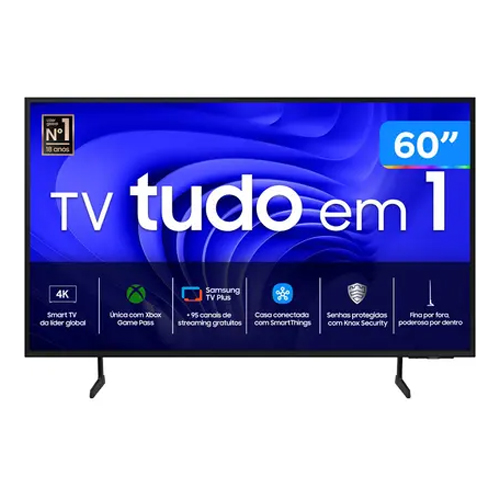 líder global
Nº1
18 anos
60”
TV tudo em 1
4K
Smart TV
da líder global
Única com Xbox
Game Pass
Samsung
TV Plus
+ 95 canais de
streaming gratuitos
Casa conectada
com SmartThings
Senhas protegidas
com Knox Security
Fina por fora,
poderosa por dentro